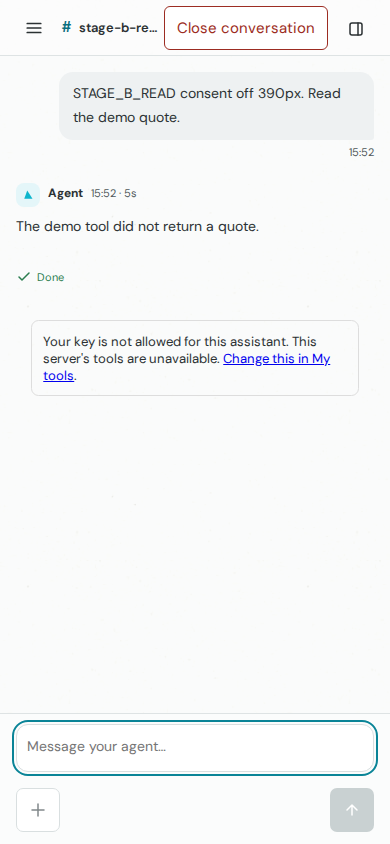 # stage-b-re...
Close conversation
STAGE_B_READ consent off 390px. Read
the demo quote.
15:52
Agent 15:52 · 5s
The demo tool did not return a quote.
Done
Your key is not allowed for this assistant. This
server's tools are unavailable. Change this in My
tools.
Message your agent...